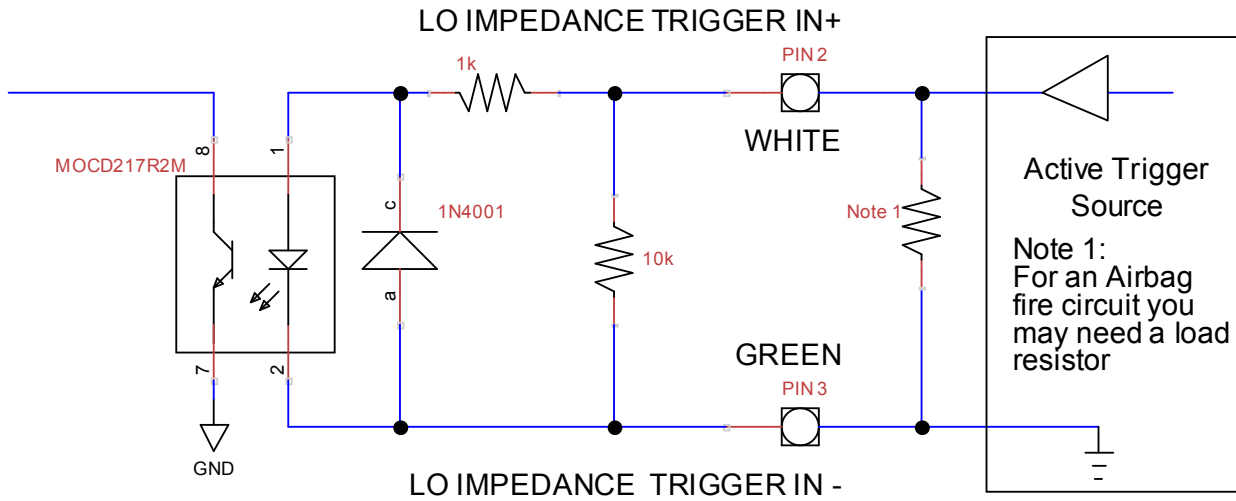 LO IMPEDANCE TRIGGER IN+
1k
PIN 2
WHITE
8
1
MOCD217R2M
c
1N4001
a
10k
Note 1
7
2
GND
GREEN
PIN 3
LO IMPEDANCE TRIGGER IN -
Active Trigger
Source
Note 1:
For an Airbag
fire circuit you
may need a load
resistor